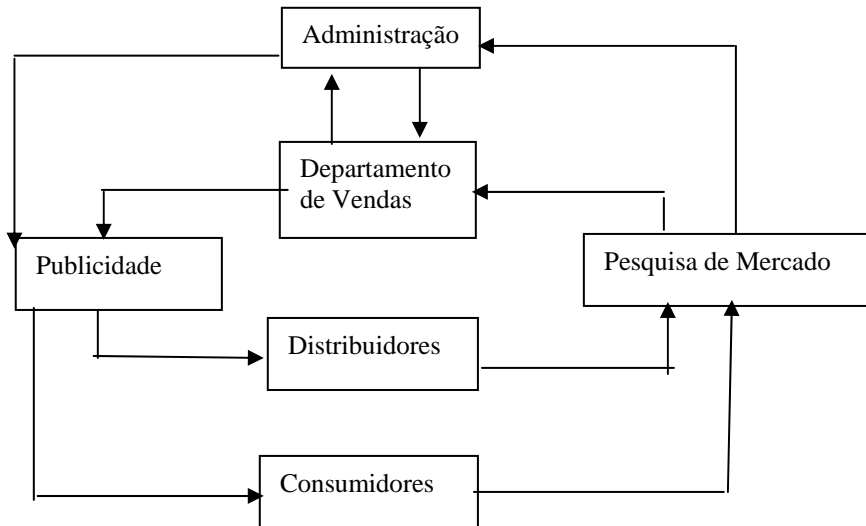 Administração
Departamento
de Vendas
Publicidade
Pesquisa de Mercado
Distribuidores
Consumidores